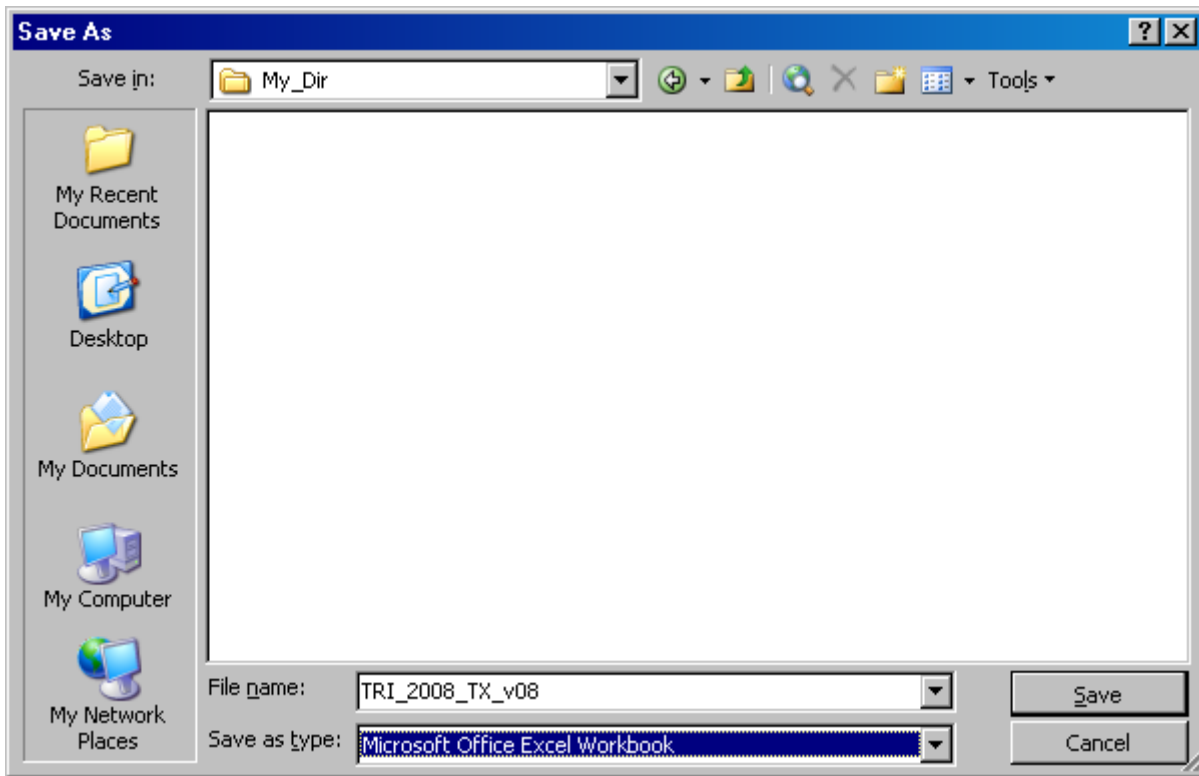 Save As
Save in:
My_Dir
Tools
My Recent
Documents
Desktop
My Documents
My Computer
My Network
Places
File name:
TRI_2008_TX_v08
Save
Save as type:
Microsoft Office Excel Workbook
Cancel